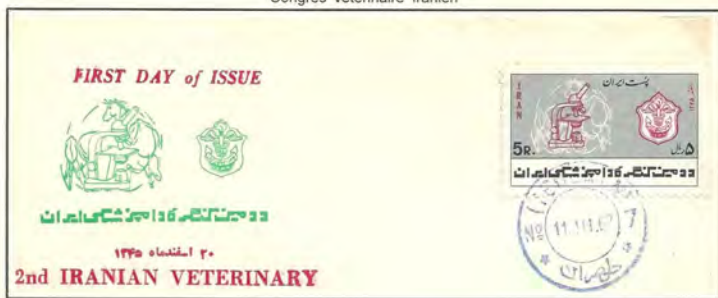 Congrès Vétérinaire Iranien
FIRST DAY of ISSUE
دومین کنگره دامپزشکی ایران
۲۰ اسفندماه ۱۳۴۵
2nd IRANIAN VETERINARY
پست ایران
IRAN
5R.
۵ ریال
دومین کنگره دامپزشکی ایران
No
11.III.67
7